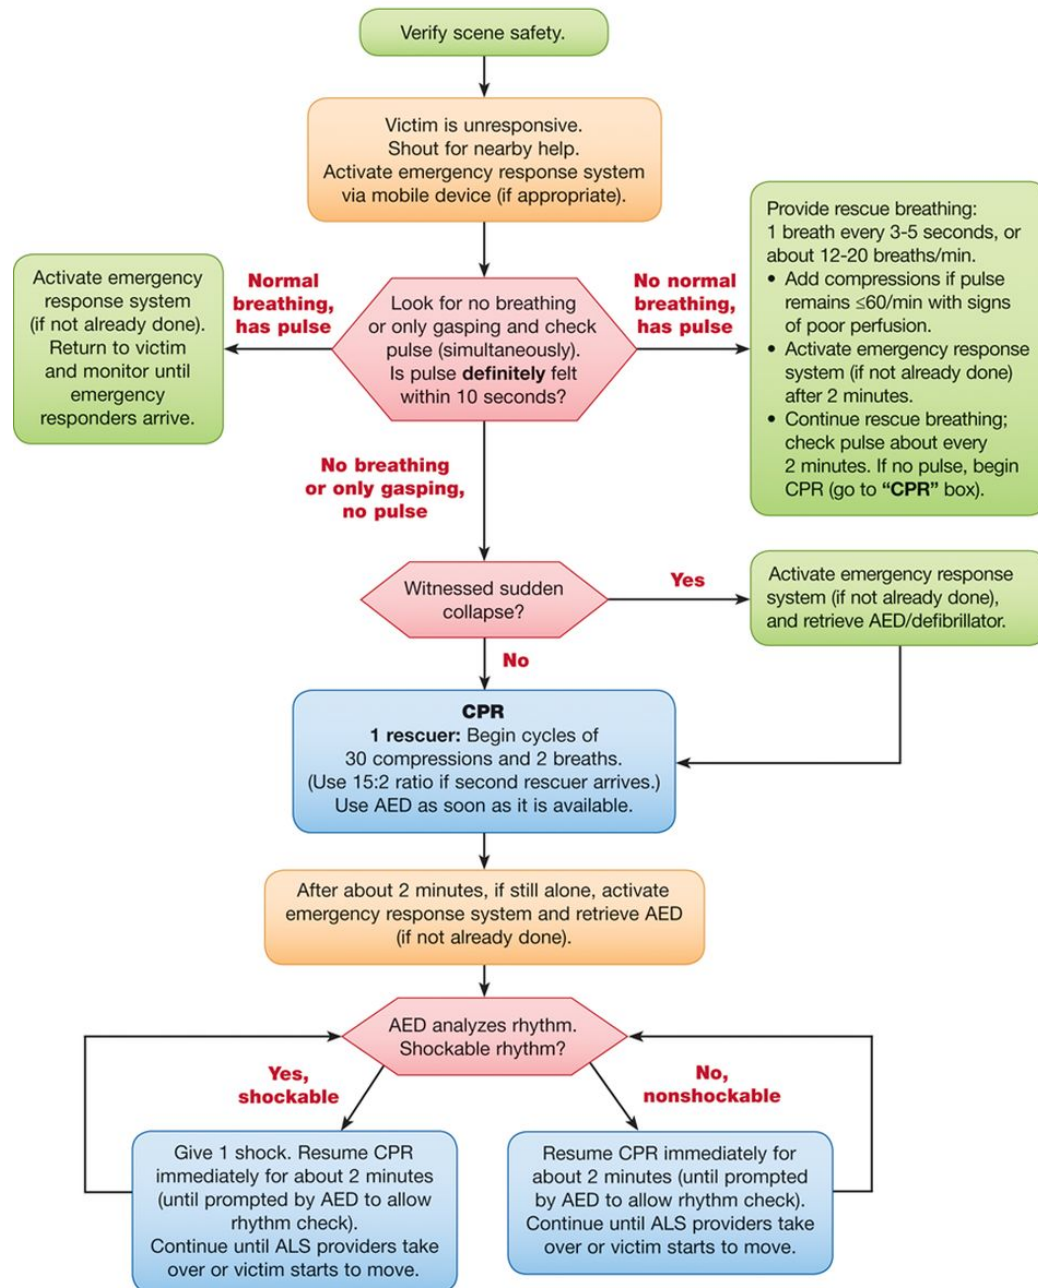 Verify scene safety.
Victim is unresponsive.
Shout for nearby help.
Activate emergency response system
via mobile device (if appropriate).
Normal
breathing,
has pulse
Activate emergency
response system
(if not already done).
Return to victim
and monitor until
emergency
responders arrive.
Look for no breathing
or only gasping and check
pulse (simultaneously).
Is pulse definitely felt
within 10 seconds?
No normal
breathing,
has pulse
Provide rescue breathing:
1 breath every 3-5 seconds, or
about 12-20 breaths/min.
• Add compressions if pulse
remains ≤60/min with signs
of poor perfusion.
• Activate emergency response
system (if not already done)
after 2 minutes.
• Continue rescue breathing;
check pulse about every
2 minutes. If no pulse, begin
CPR (go to “CPR” box).
No breathing
or only gasping,
no pulse
Witnessed sudden
collapse?
Yes
Activate emergency response
system (if not already done),
and retrieve AED/defibrillator.
No
CPR
1 rescuer: Begin cycles of
30 compressions and 2 breaths.
(Use 15:2 ratio if second rescuer arrives.)
Use AED as soon as it is available.
After about 2 minutes, if still alone, activate
emergency response system and retrieve AED
(if not already done).
AED analyzes rhythm.
Shockable rhythm?
Yes,
shockable
No,
nonshockable
Give 1 shock. Resume CPR
immediately for about 2 minutes
(until prompted by AED to allow
rhythm check).
Continue until ALS providers take
over or victim starts to move.
Resume CPR immediately for
about 2 minutes (until prompted
by AED to allow rhythm check).
Continue until ALS providers take
over or victim starts to move.